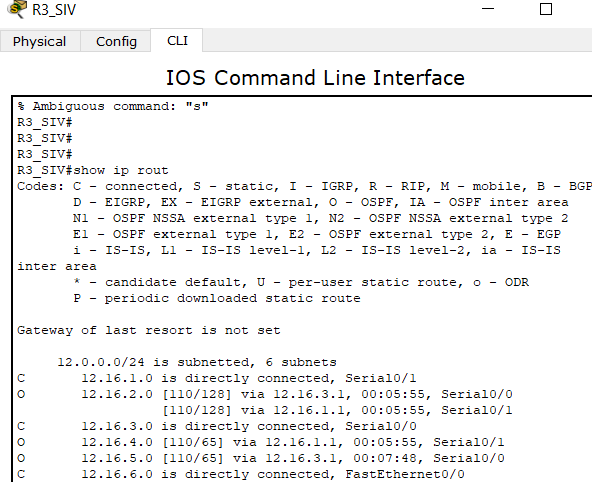 R3_SIV
Physical Config CLI
IOS Command Line Interface
% Ambiguous command: "s"
R3_SIV#
R3_SIV#
R3_SIV#
R3_SIV#show ip rout
Codes: C - connected, S - static, I - IGRP, R - RIP, M - mobile, B - BGP
       D - EIGRP, EX - EIGRP external, O - OSPF, IA - OSPF inter area
       N1 - OSPF NSSA external type 1, N2 - OSPF NSSA external type 2
       E1 - OSPF external type 1, E2 - OSPF external type 2, E - EGP
       i - IS-IS, L1 - IS-IS level-1, L2 - IS-IS level-2, ia - IS-IS
inter area
       * - candidate default, U - per-user static route, o - ODR
       P - periodic downloaded static route
Gateway of last resort is not set
     12.0.0.0/24 is subnetted, 6 subnets
C       12.16.1.0 is directly connected, Serial0/1
O       12.16.2.0 [110/128] via 12.16.3.1, 00:05:55, Serial0/0
                  [110/128] via 12.16.1.1, 00:05:55, Serial0/1
C       12.16.3.0 is directly connected, Serial0/0
O       12.16.4.0 [110/65] via 12.16.1.1, 00:05:55, Serial0/1
O       12.16.5.0 [110/65] via 12.16.3.1, 00:07:48, Serial0/0
C       12.16.6.0 is directly connected, FastEthernet0/0